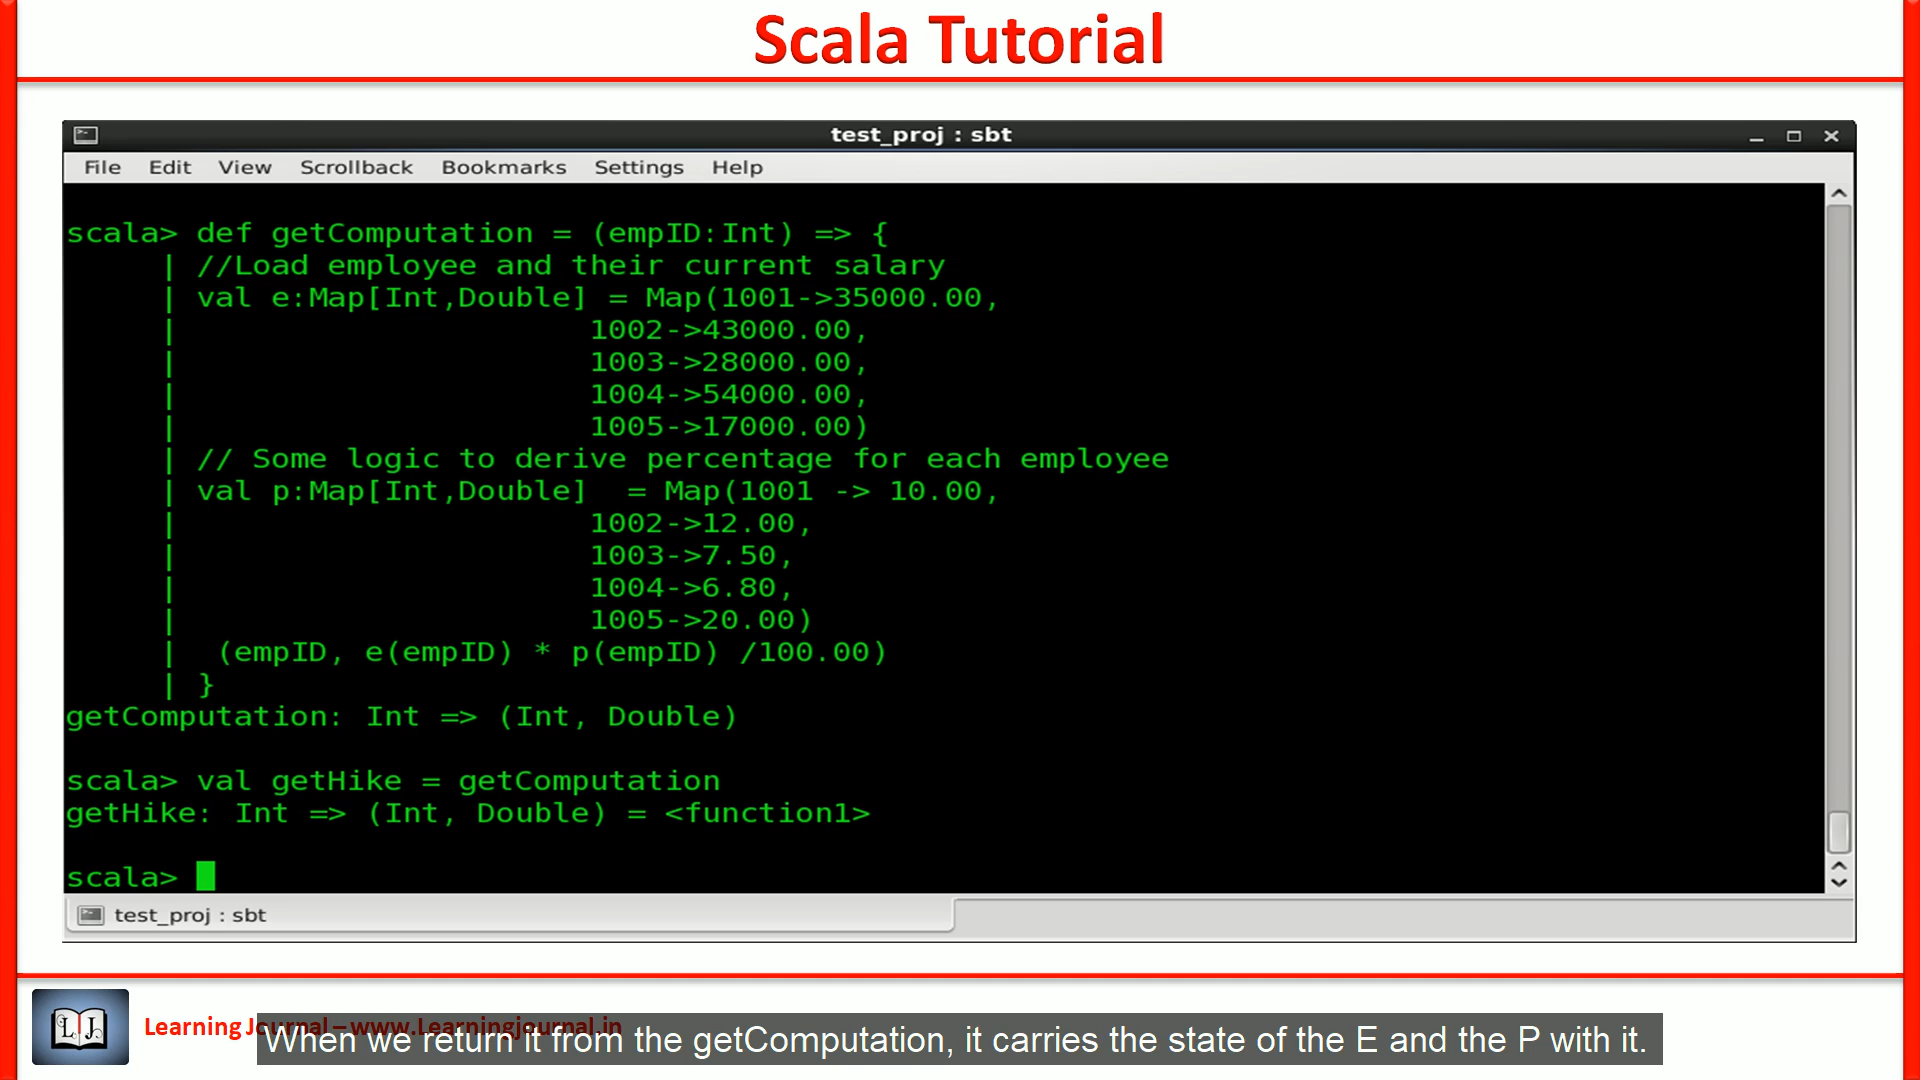 Scala Tutorial
test_proj : sbt
File Edit View Scrollback Bookmarks Settings Help
scala> def getComputation = (empID:Int) => {
| //Load employee and their current salary
| val e:Map[Int,Double] = Map(1001->35000.00,
| 1002->43000.00,
| 1003->28000.00,
| 1004->54000.00,
| 1005->17000.00)
| // Some logic to derive percentage for each employee
| val p:Map[Int,Double]  = Map(1001 -> 10.00,
| 1002->12.00,
| 1003->7.50,
| 1004->6.80,
| 1005->20.00)
|  (empID, e(empID) * p(empID) /100.00)
| }
getComputation: Int => (Int, Double)
scala> val getHike = getComputation
getHike: Int => (Int, Double) = <function1>
scala>
test_proj : sbt
LJ
LearningJournal – www.Learningjournal.in
When we return it from the getComputation, it carries the state of the E and the P with it.